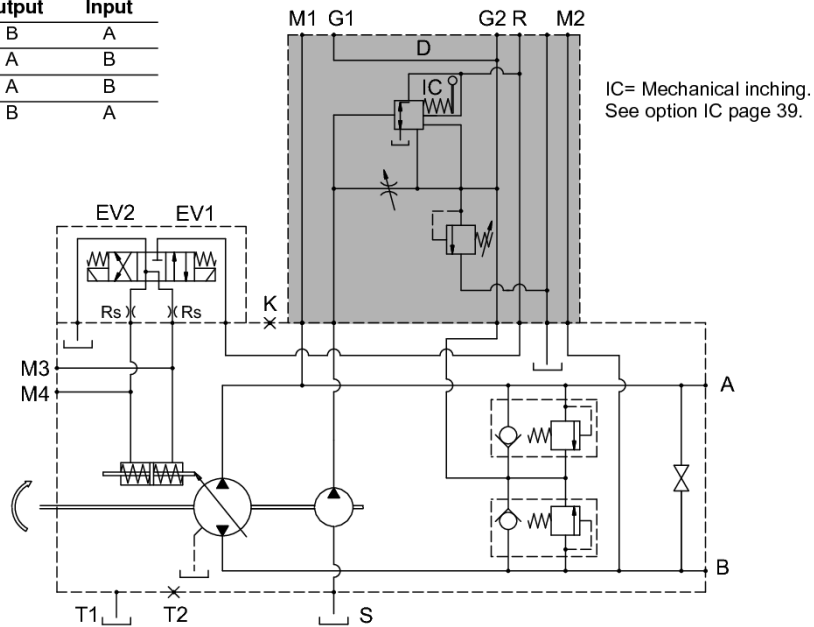 Input
B A
A B
A B
B A
M1 G1 G2 R M2
D
IC
IC= Mechanical inching.
See option IC page 39.
EV2 EV1
Rs Rs
K
M3
M4
A
B
T1 T2 S